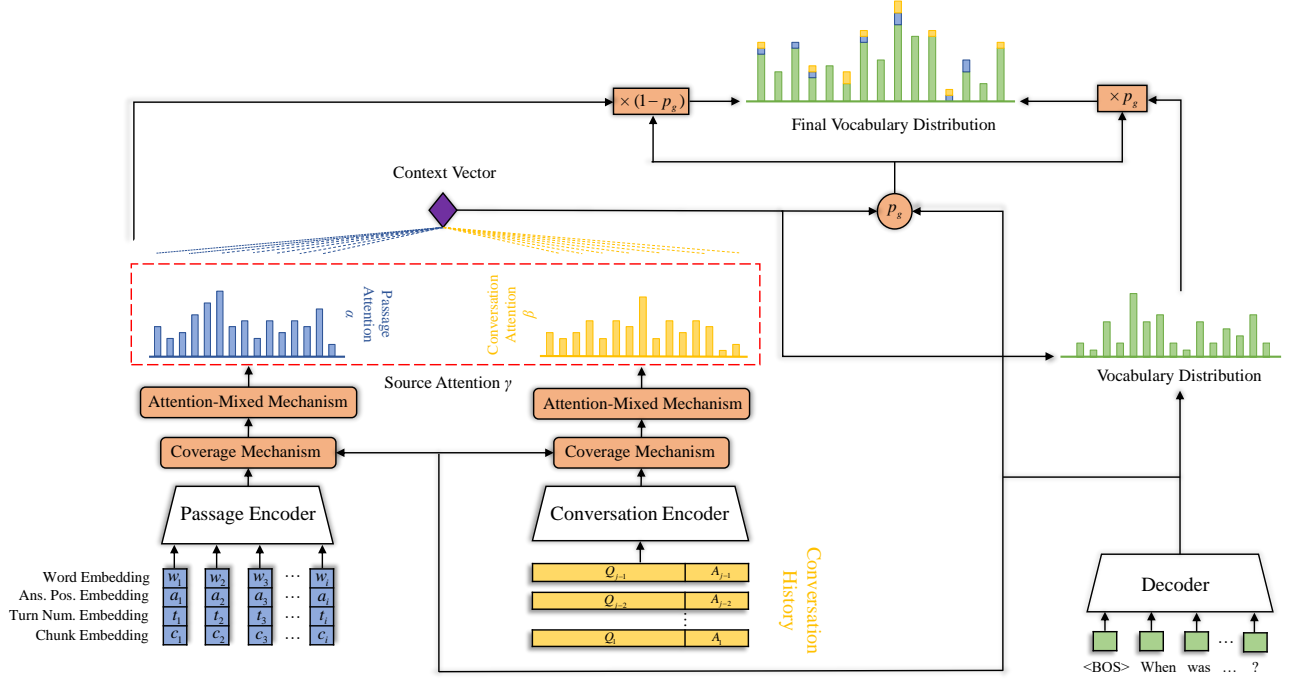 × (1 − p_g)
× p_g
Final Vocabulary Distribution
Context Vector
p_g
Passage
Attention
α
Conversation
Attention
β
Source Attention γ
Vocabulary Distribution
Attention-Mixed Mechanism
Attention-Mixed Mechanism
Coverage Mechanism
Coverage Mechanism
Passage Encoder
Conversation Encoder
Decoder
Conversation
History
Word Embedding w_1 w_2 w_3 ... w_i
Ans. Pos. Embedding a_1 a_2 a_3 ... a_i
Turn Num. Embedding t_1 t_2 t_3 ... t_i
Chunk Embedding c_1 c_2 c_3 ... c_i
Q_{j−1} A_{j−1}
Q_{j−2} A_{j−2}
⋮
Q_1 A_1
...
<BOS> When was ... ?